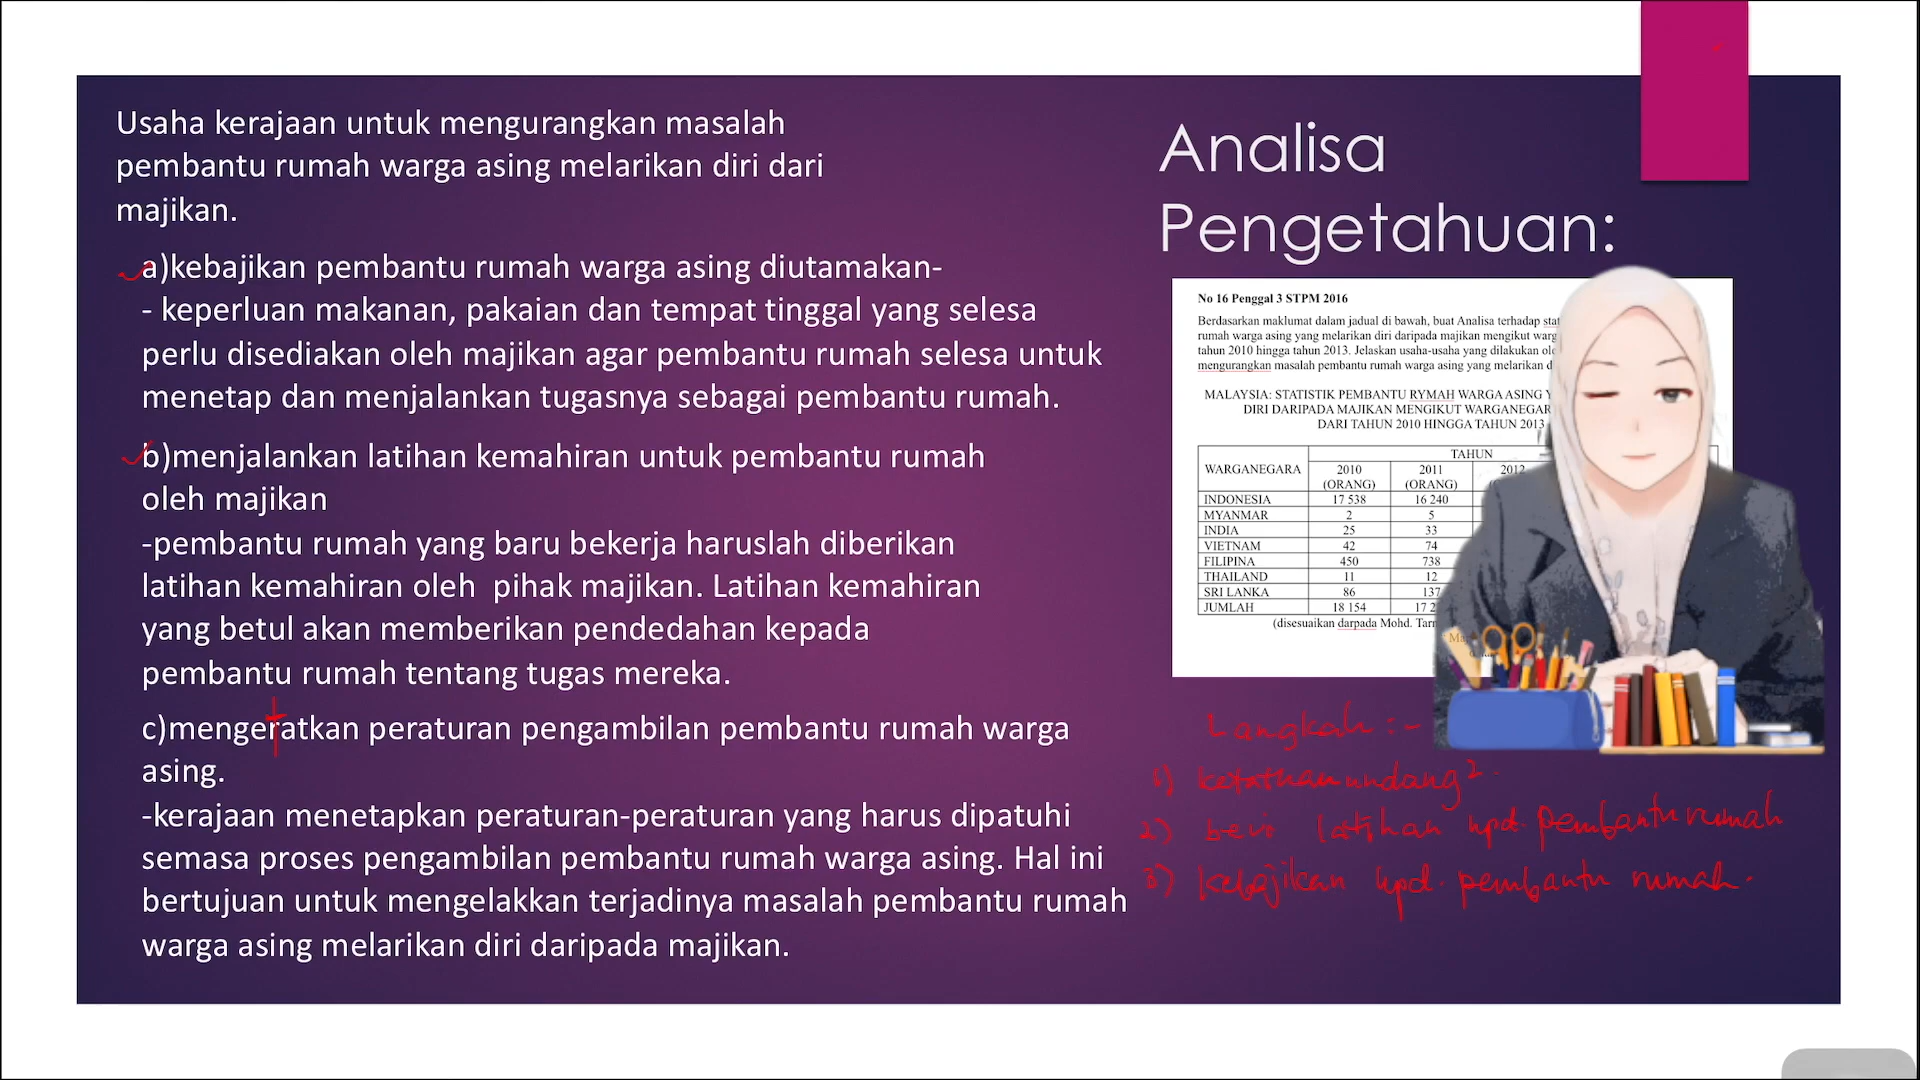 Usaha kerajaan untuk mengurangkan masalah
pembantu rumah warga asing melarikan diri dari
majikan.
a)kebajikan pembantu rumah warga asing diutamakan-
- keperluan makanan, pakaian dan tempat tinggal yang selesa
perlu disediakan oleh majikan agar pembantu rumah selesa untuk
menetap dan menjalankan tugasnya sebagai pembantu rumah.
b)menjalankan latihan kemahiran untuk pembantu rumah
oleh majikan
-pembantu rumah yang baru bekerja haruslah diberikan
latihan kemahiran oleh  pihak majikan. Latihan kemahiran
yang betul akan memberikan pendedahan kepada
pembantu rumah tentang tugas mereka.
c)mengeratkan peraturan pengambilan pembantu rumah warga
asing.
-kerajaan menetapkan peraturan-peraturan yang harus dipatuhi
semasa proses pengambilan pembantu rumah warga asing. Hal ini
bertujuan untuk mengelakkan terjadinya masalah pembantu rumah
warga asing melarikan diri daripada majikan.
Analisa
Pengetahuan:
No 16 Penggal 3 STPM 2016
Berdasarkan maklumat dalam jadual di bawah, buat Analisa terhadap
rumah warga asing yang melarikan diri daripada majikan mengikut
tahun 2010 hingga tahun 2013. Jelaskan usaha-usaha yang dilakukan
mengurangkan masalah pembantu rumah warga asing yang melarikan
MALAYSIA: STATISTIK PEMBANTU RYMAH WARGA ASING
DIRI DARIPADA MAJIKAN MENGIKUT
DARI TAHUN 2010 HINGGA TAHUN 2013
TAHUN
WARGANEGARA 2010 2011 2012
(ORANG) (ORANG)
INDONESIA 17 538 16 240
MYANMAR 2 5
INDIA 25 33
VIETNAM 42 74
FILIPINA 450 738
THAILAND 11 12
SRI LANKA 86 137
JUMLAH 18 154 17 2
(disesuaikan darpada Mohd.
Langkah :-
1) undang²
2) beri latihan kpd. pembantu rumah
3) kebajikan kpd. pembantu rumah.